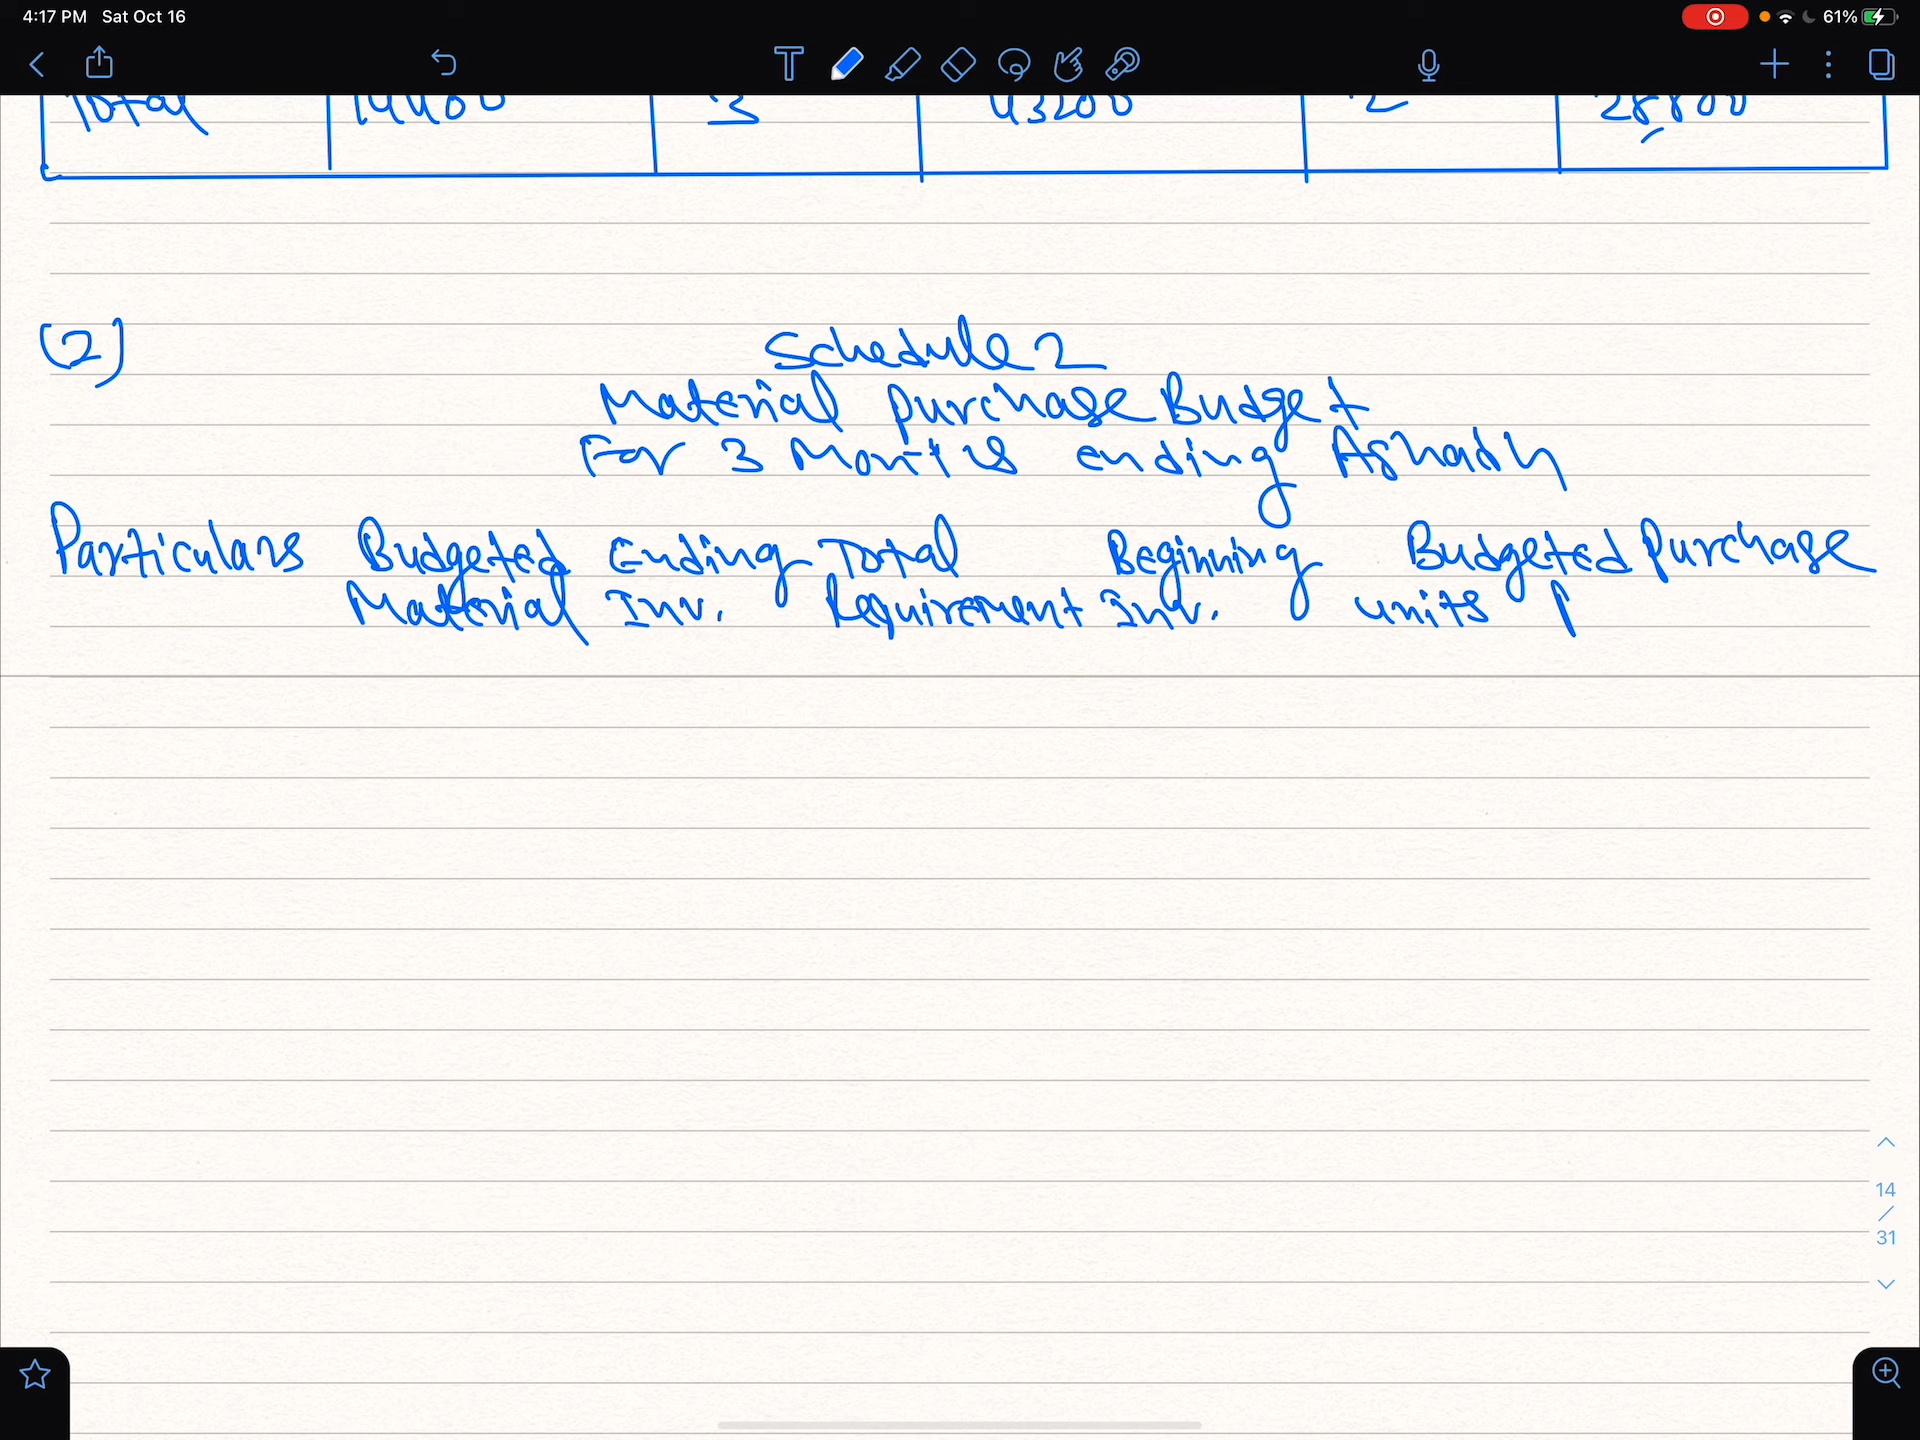 4:17 PM Sat Oct 16
61%
Total 14400 3 43200 2 28800
(2) Schedule 2
Material purchase Budget
For 3 Months ending Ashadh
Particulars Budgeted Ending Total Beginning Budgeted Purchase
Material Inv. Requirement Inv. units P
14
/
31